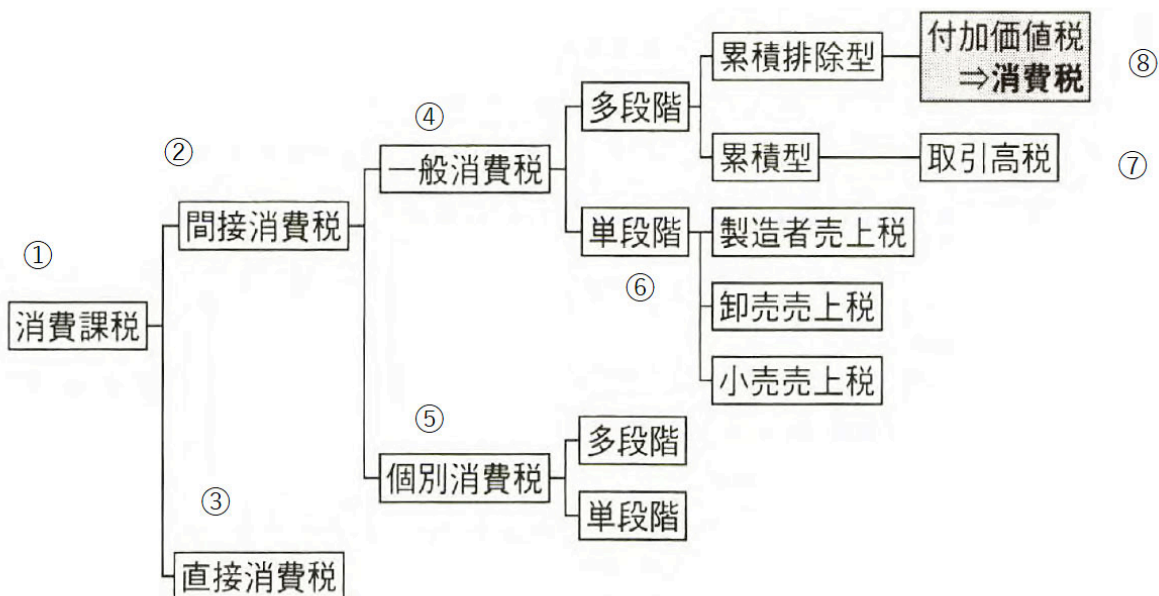 付加価値税
⇒消費税
⑧
累積排除型
多段階
④
一般消費税
累積型
取引高税
⑦
②
間接消費税
単段階
製造者売上税
⑥
①
消費課税
卸売売上税
小売売上税
⑤
多段階
個別消費税
単段階
③
直接消費税